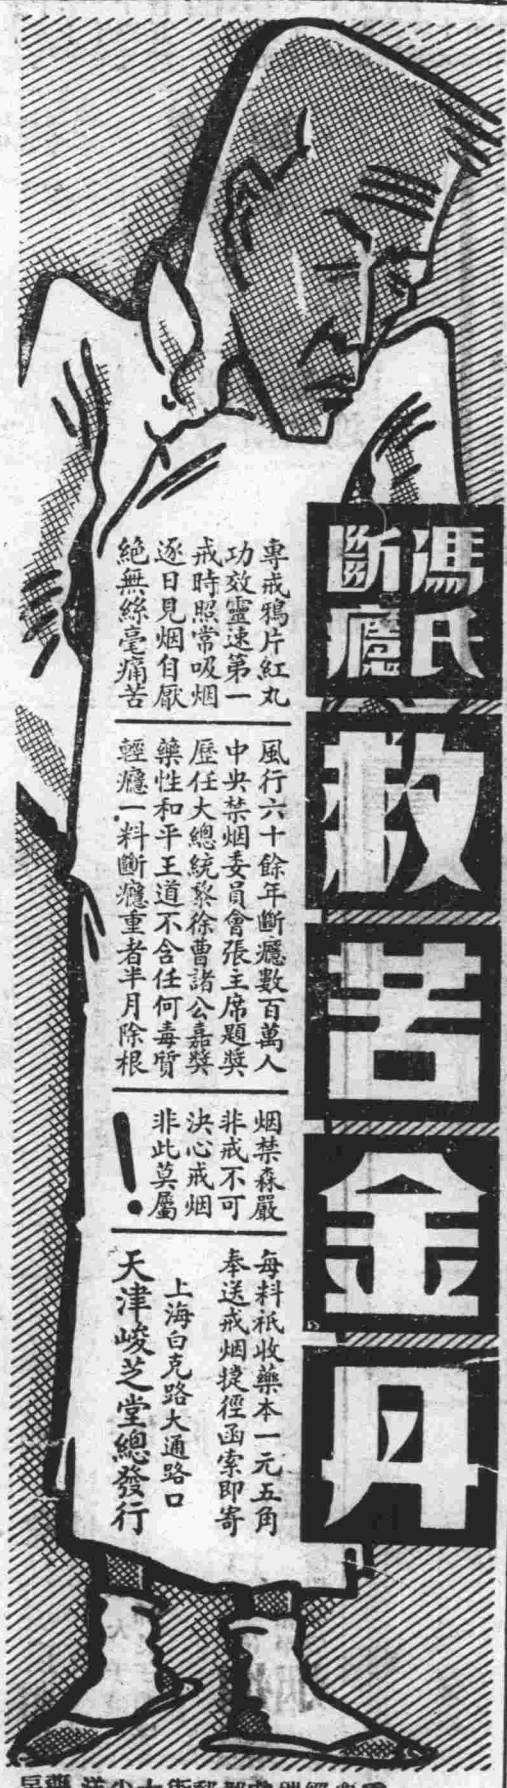 馮氏
斷癮
救苦金丹
專戒鴉片紅丸
功效靈速第一
戒時照常吸烟
逐日見烟自厭
絕無絲毫痛苦
風行六十餘年斷癮數百萬人
中央禁烟委員會張主席題獎
歷任大總統黎徐曹諸公嘉獎
藥性和平王道不含任何毒質
輕癮一料斷癮重者半月除根
烟禁森嚴
非戒不可
決心戒烟
非此莫屬
！
每料祇收藥本一元五角
奉送戒烟捷徑函索即寄
上海白克路大通路口
天津峻芝堂總發行